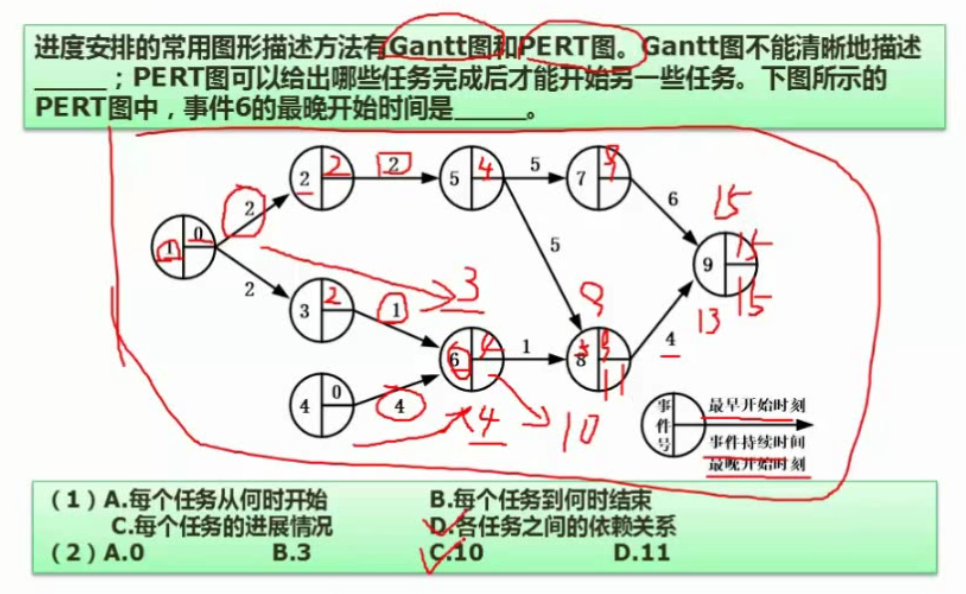 进度安排的常用图形描述方法有Gantt图和PERT图。Gantt图不能清晰地描述
______；PERT图可以给出哪些任务完成后才能开始另一些任务。下图所示的
PERT图中，事件6的最晚开始时间是______。
2 2 2 5 4 5 7 9
1 0 2 6 15
5 9 15
2 3 2 1 3 9 15
13
6 4 1 8 9 4
4 0 4 11
4 10
事件号 最早开始时刻
事件持续时间
最晚开始时刻
（1）A.每个任务从何时开始 B.每个任务到何时结束
C.每个任务的进展情况 D.各任务之间的依赖关系
（2）A.0 B.3 C.10 D.11